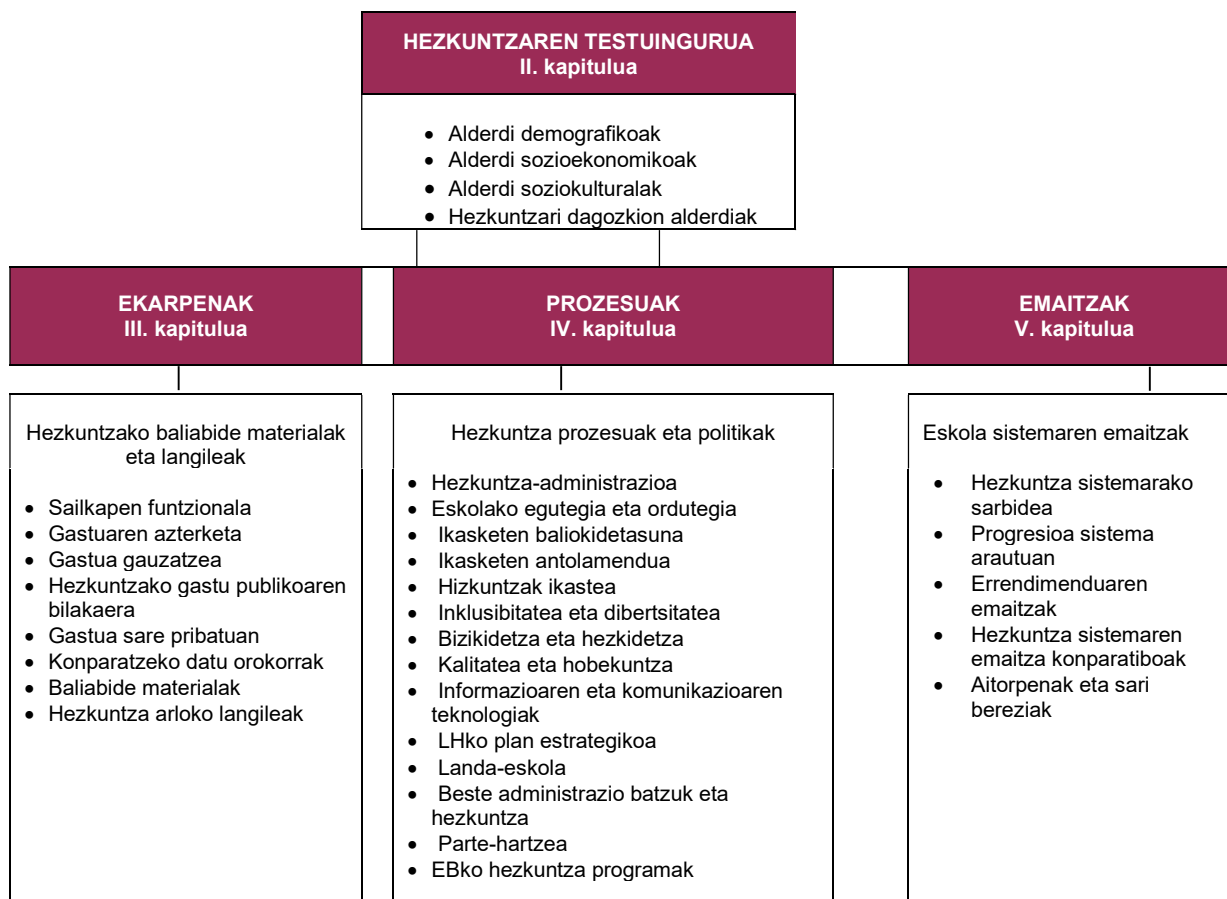 HEZKUNTZAREN TESTUINGURUA
II. kapitulua
• Alderdi demografikoak
• Alderdi sozioekonomikoak
• Alderdi soziokulturalak
• Hezkuntzari dagozkion alderdiak
EKARPENAK
III. kapitulua
PROZESUAK
IV. kapitulua
EMAITZAK
V. kapitulua
Hezkuntzako baliabide materialak
eta langileak
• Sailkapen funtzionala
• Gastuaren azterketa
• Gastua gauzatzea
• Hezkuntzako gastu publikoaren
bilakaera
• Gastua sare pribatuan
• Konparatzeko datu orokorrak
• Baliabide materialak
• Hezkuntza arloko langileak
Hezkuntza prozesuak eta politikak
• Hezkuntza-administrazioa
• Eskolako egutegia eta ordutegia
• Ikasketen baliokidetasuna
• Ikasketen antolamendua
• Hizkuntzak ikastea
• Inklusibitatea eta dibertsitatea
• Bizikidetza eta hezkidetza
• Kalitatea eta hobekuntza
• Informazioaren eta komunikazioaren
teknologiak
• LHko plan estrategikoa
• Landa-eskola
• Beste administrazio batzuk eta
hezkuntza
• Parte-hartzea
• EBko hezkuntza programak
Eskola sistemaren emaitzak
• Hezkuntza sistemarako
sarbidea
• Progresioa sistema
arautuan
• Errendimenduaren
emaitzak
• Hezkuntza sistemaren
emaitza konparatiboak
• Aitorpenak eta sari
bereziak